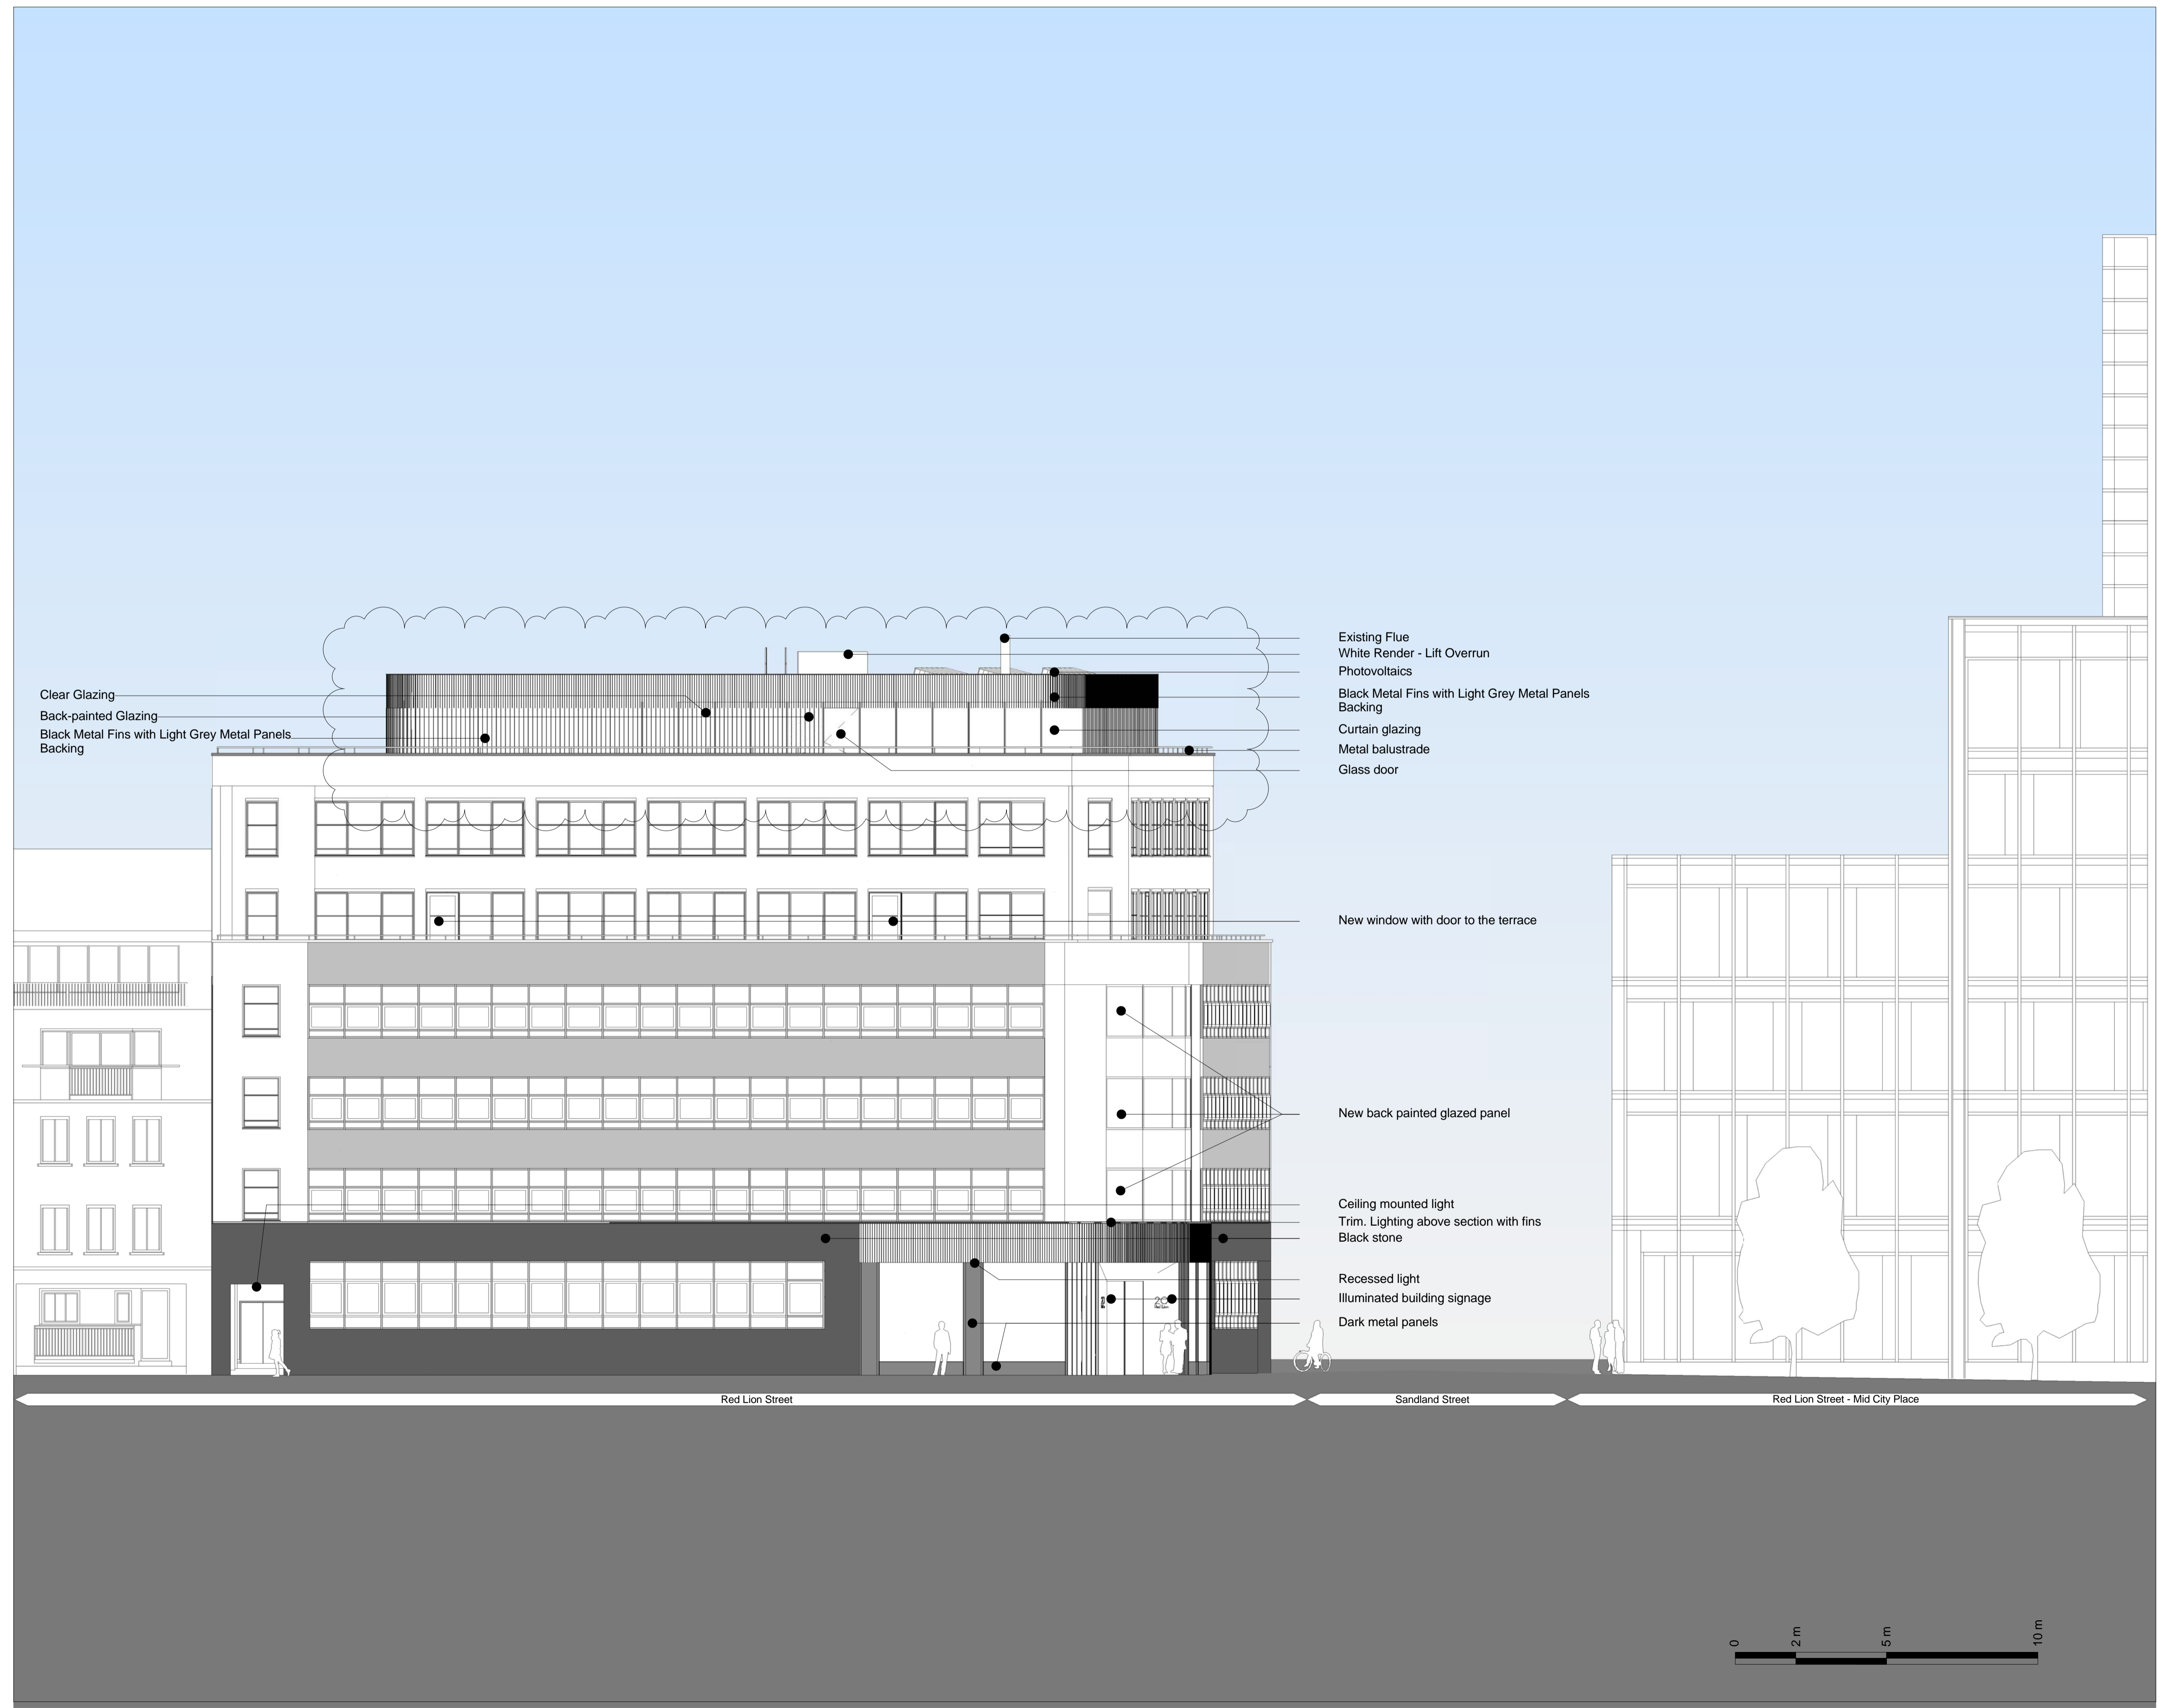 Existing Flue
White Render - Lift Overrun
Photovoltaics
Black Metal Fins with Light Grey Metal Panels
Backing
Curtain glazing
Metal balustrade
Glass door
Clear Glazing
Back-painted Glazing
Black Metal Fins with Light Grey Metal Panels
Backing
New window with door to the terrace
New back painted glazed panel
Ceiling mounted light
Trim. Lighting above section with fins
Black stone
Recessed light
Illuminated building signage
Dark metal panels
20
Red Lion Street
Sandland Street
Red Lion Street - Mid City Place
0
2 m
5 m
10 m